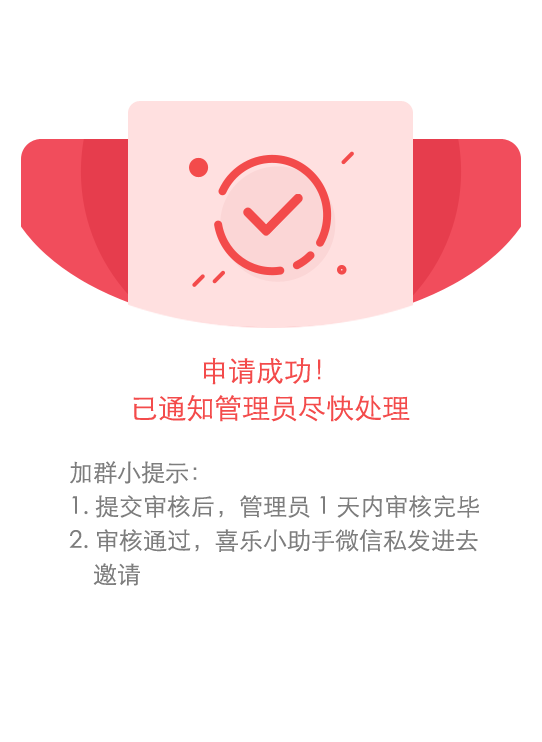 申请成功！
已通知管理员尽快处理
加群小提示：
1. 提交审核后，管理员 1 天内审核完毕
2. 审核通过，喜乐小助手微信私发进去
邀请